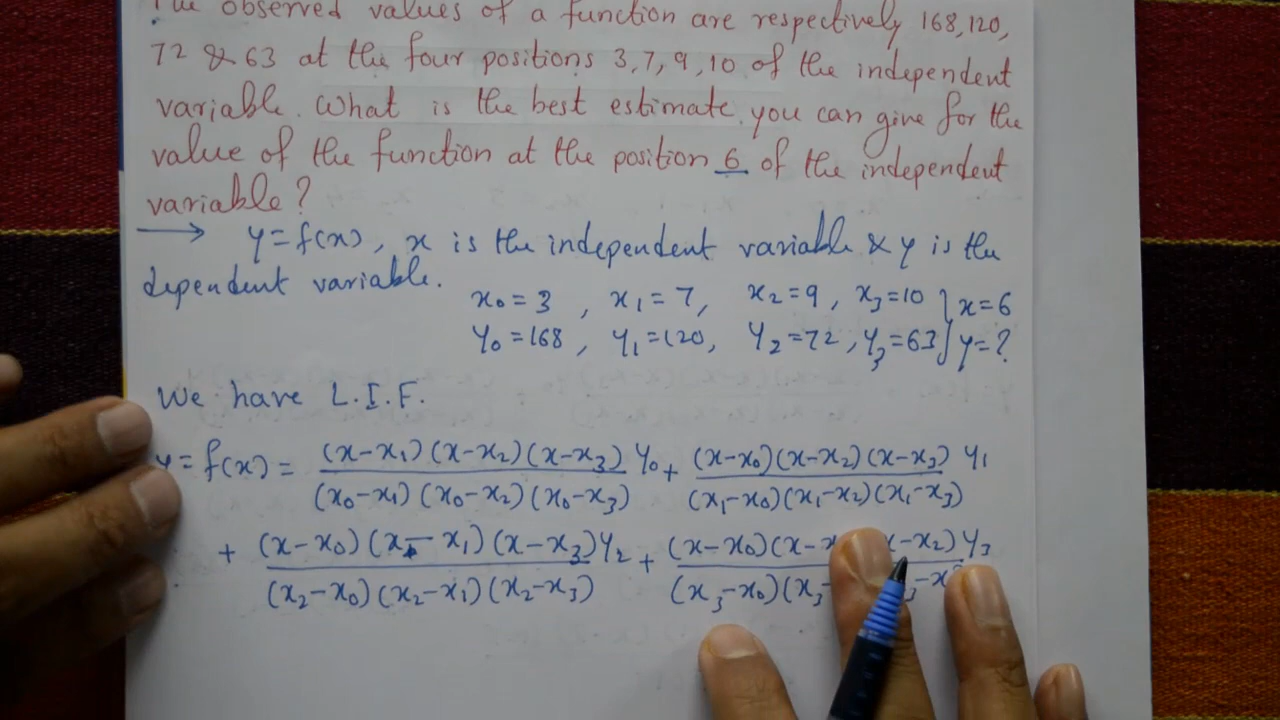 The observed values of a function are respectively 168, 120,
72 & 63 at the four positions 3, 7, 9, 10 of the independent
variable. What is the best estimate you can give for the
value of the function at the position 6 of the independent
variable?
→ y = f(x), x is the independent variable & y is the
dependent variable.
x₀ = 3 , x₁ = 7, x₂ = 9, x₃ = 10 } x = 6
y₀ = 168 , y₁ = 120, y₂ = 72, y₃ = 63 } y = ?
We have L.I.F.
y = f(x) = (x-x₁)(x-x₂)(x-x₃) y₀ + (x-x₀)(x-x₂)(x-x₃) y₁
(x₀-x₁)(x₀-x₂)(x₀-x₃) (x₁-x₀)(x₁-x₂)(x₁-x₃)
+ (x-x₀)(x-x₁)(x-x₃) y₂ + (x-x₀)(x- x-x₂) y₃
(x₂-x₀)(x₂-x₁)(x₂-x₃) (x₃-x₀)(x₃-